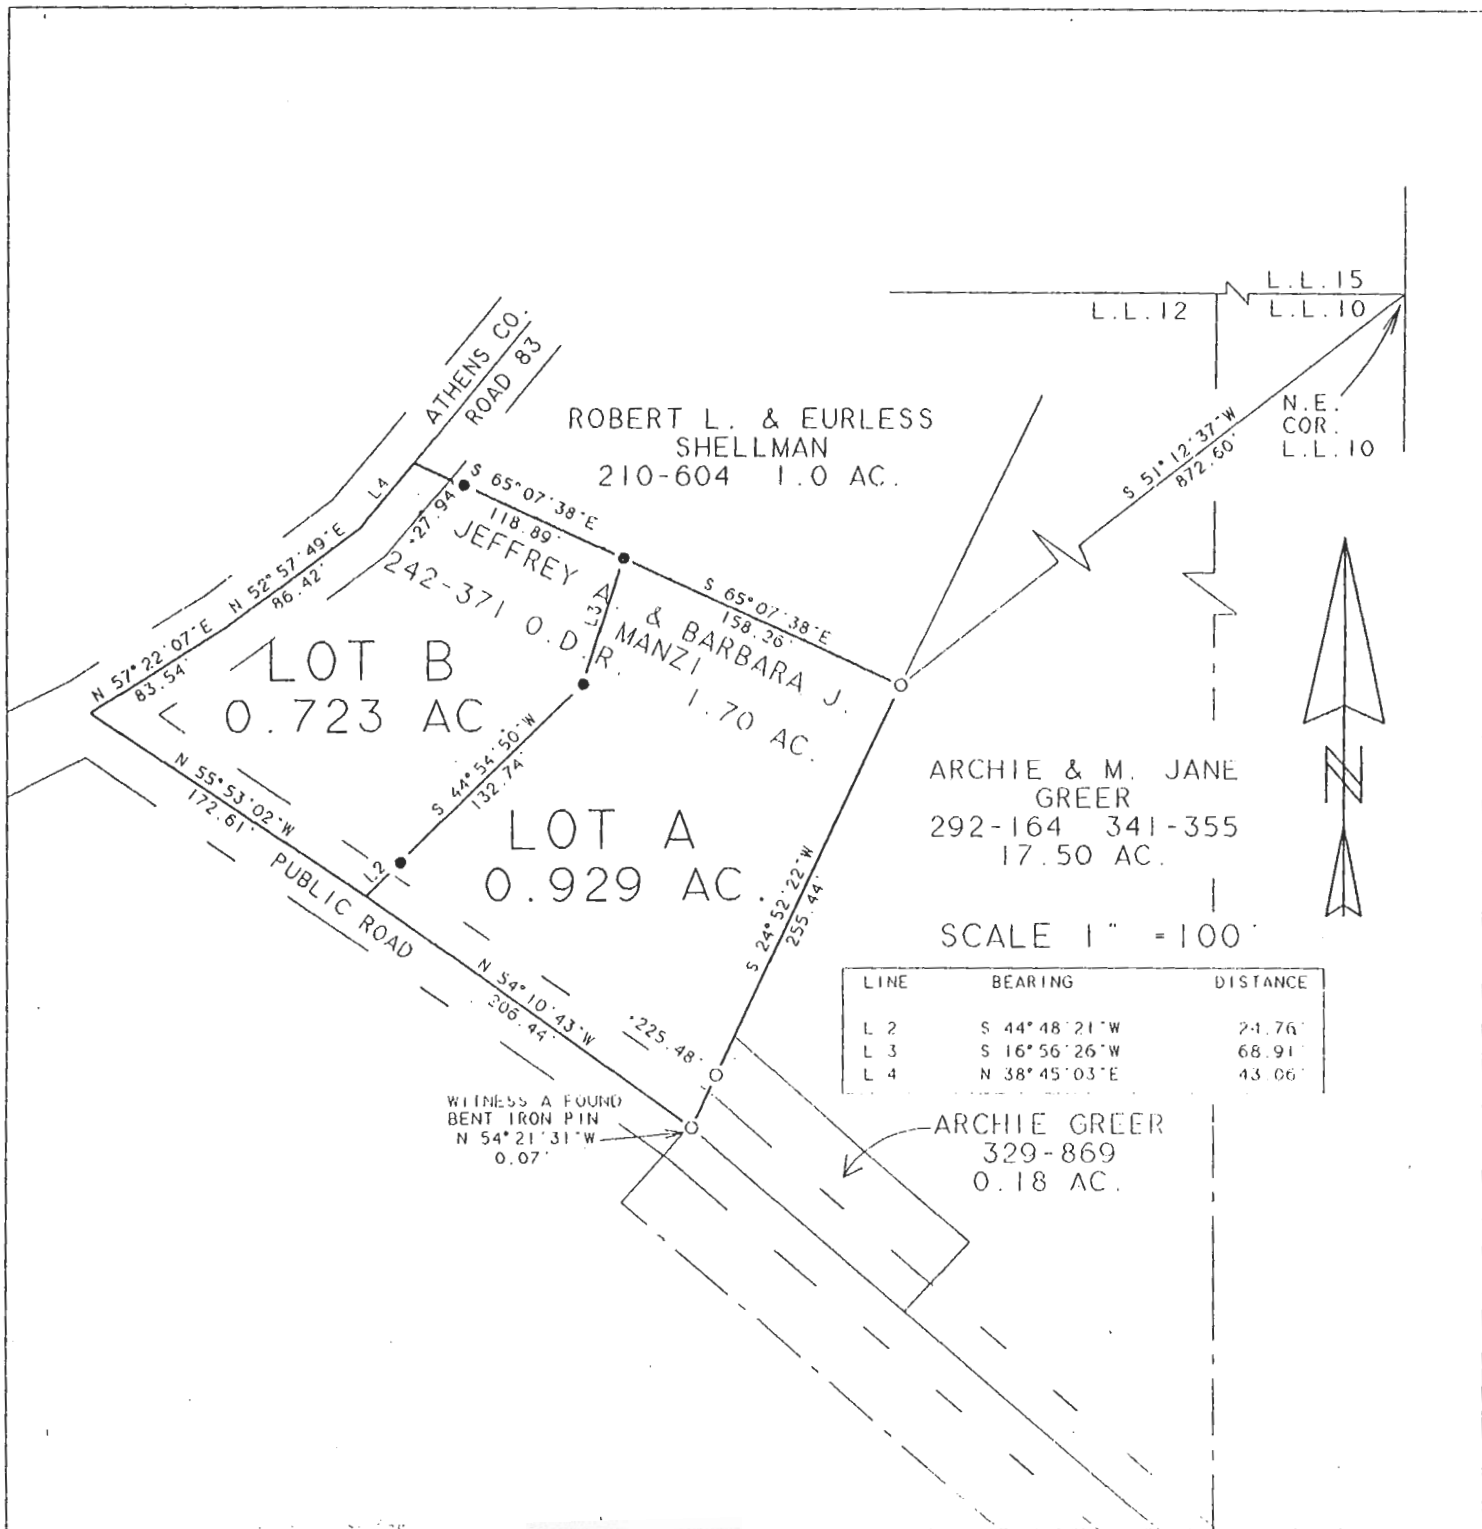 L.L.15
L.L.12
L.L.10
N.E.
COR.
L.L.10
S 51°12'37"W
872.60'
ATHENS CO.
ROAD 83
ROBERT L. & EURLESS
SHELLMAN
210-604 1.0 AC.
L4
S 65°07'38"E
118.89'
*27.94'
N 52°57'49"E
86.42'
N 57°22'07"E
83.54'
JEFFREY A. & BARBARA J.
MANZI
242-371 O.D.R. 1.70 AC.
L3
S 65°07'38"E
158.26'
LOT B
0.723 AC
S 44°54'50"W
132.74'
N 55°53'02"W
172.61'
L2
PUBLIC ROAD
LOT A
0.929 AC.
S 24°52'22"W
255.44'
N 54°10'43"W
206.44'
*225.48'
ARCHIE & M. JANE
GREER
292-164 341-355
17.50 AC.
N
SCALE 1" =100'
LINE BEARING DISTANCE
L 2 S 44°48'21"W 24.76'
L 3 S 16°56'26"W 68.91'
L 4 N 38°45'03"E 43.06'
WITNESS A FOUND
BENT IRON PIN
N 54°21'31"W
0.07'
ARCHIE GREER
329-869
0.18 AC.